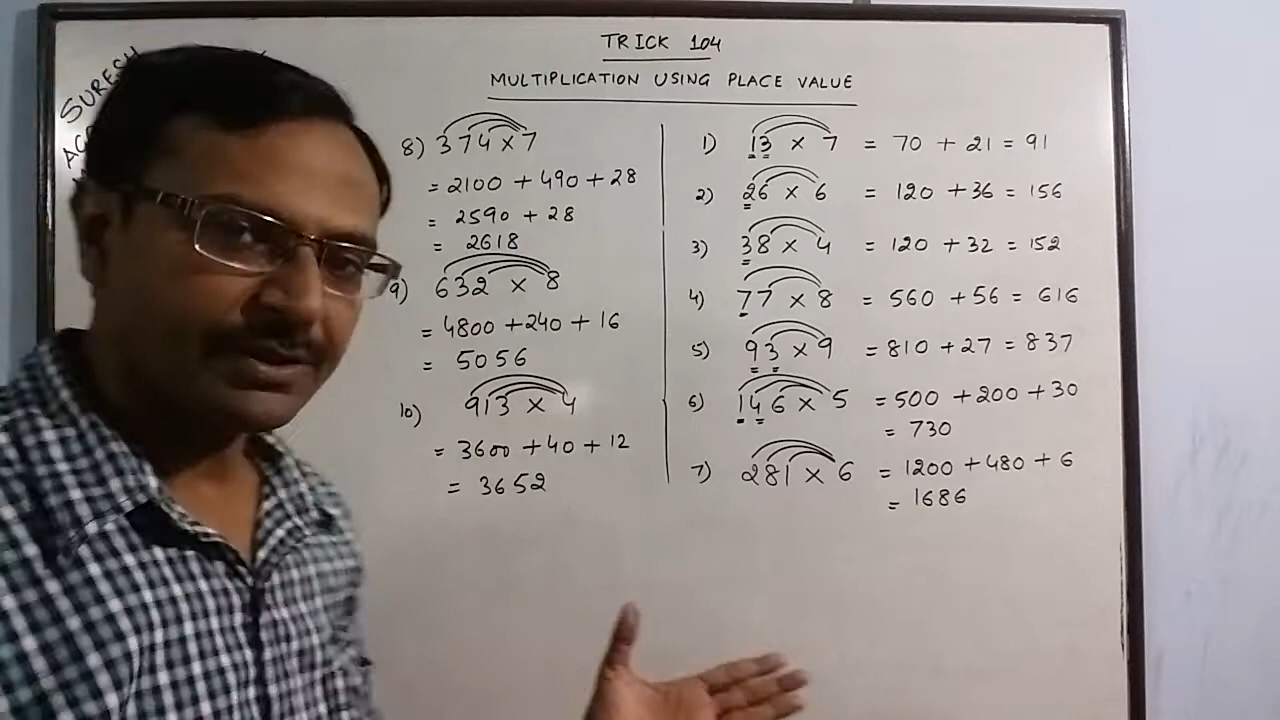 SURESH
TRICK 104
MULTIPLICATION USING PLACE VALUE
8) 374 × 7
= 2100 + 490 + 28
= 2590 + 28
= 2618
9) 632 × 8
= 4800 + 240 + 16
= 5056
10) 913 × 4
= 3600 + 40 + 12
= 3652
1) 13 × 7 = 70 + 21 = 91
2) 26 × 6 = 120 + 36 = 156
3) 38 × 4 = 120 + 32 = 152
4) 77 × 8 = 560 + 56 = 616
5) 93 × 9 = 810 + 27 = 837
6) 146 × 5 = 500 + 200 + 30
= 730
7) 281 × 6 = 1200 + 480 + 6
= 1686